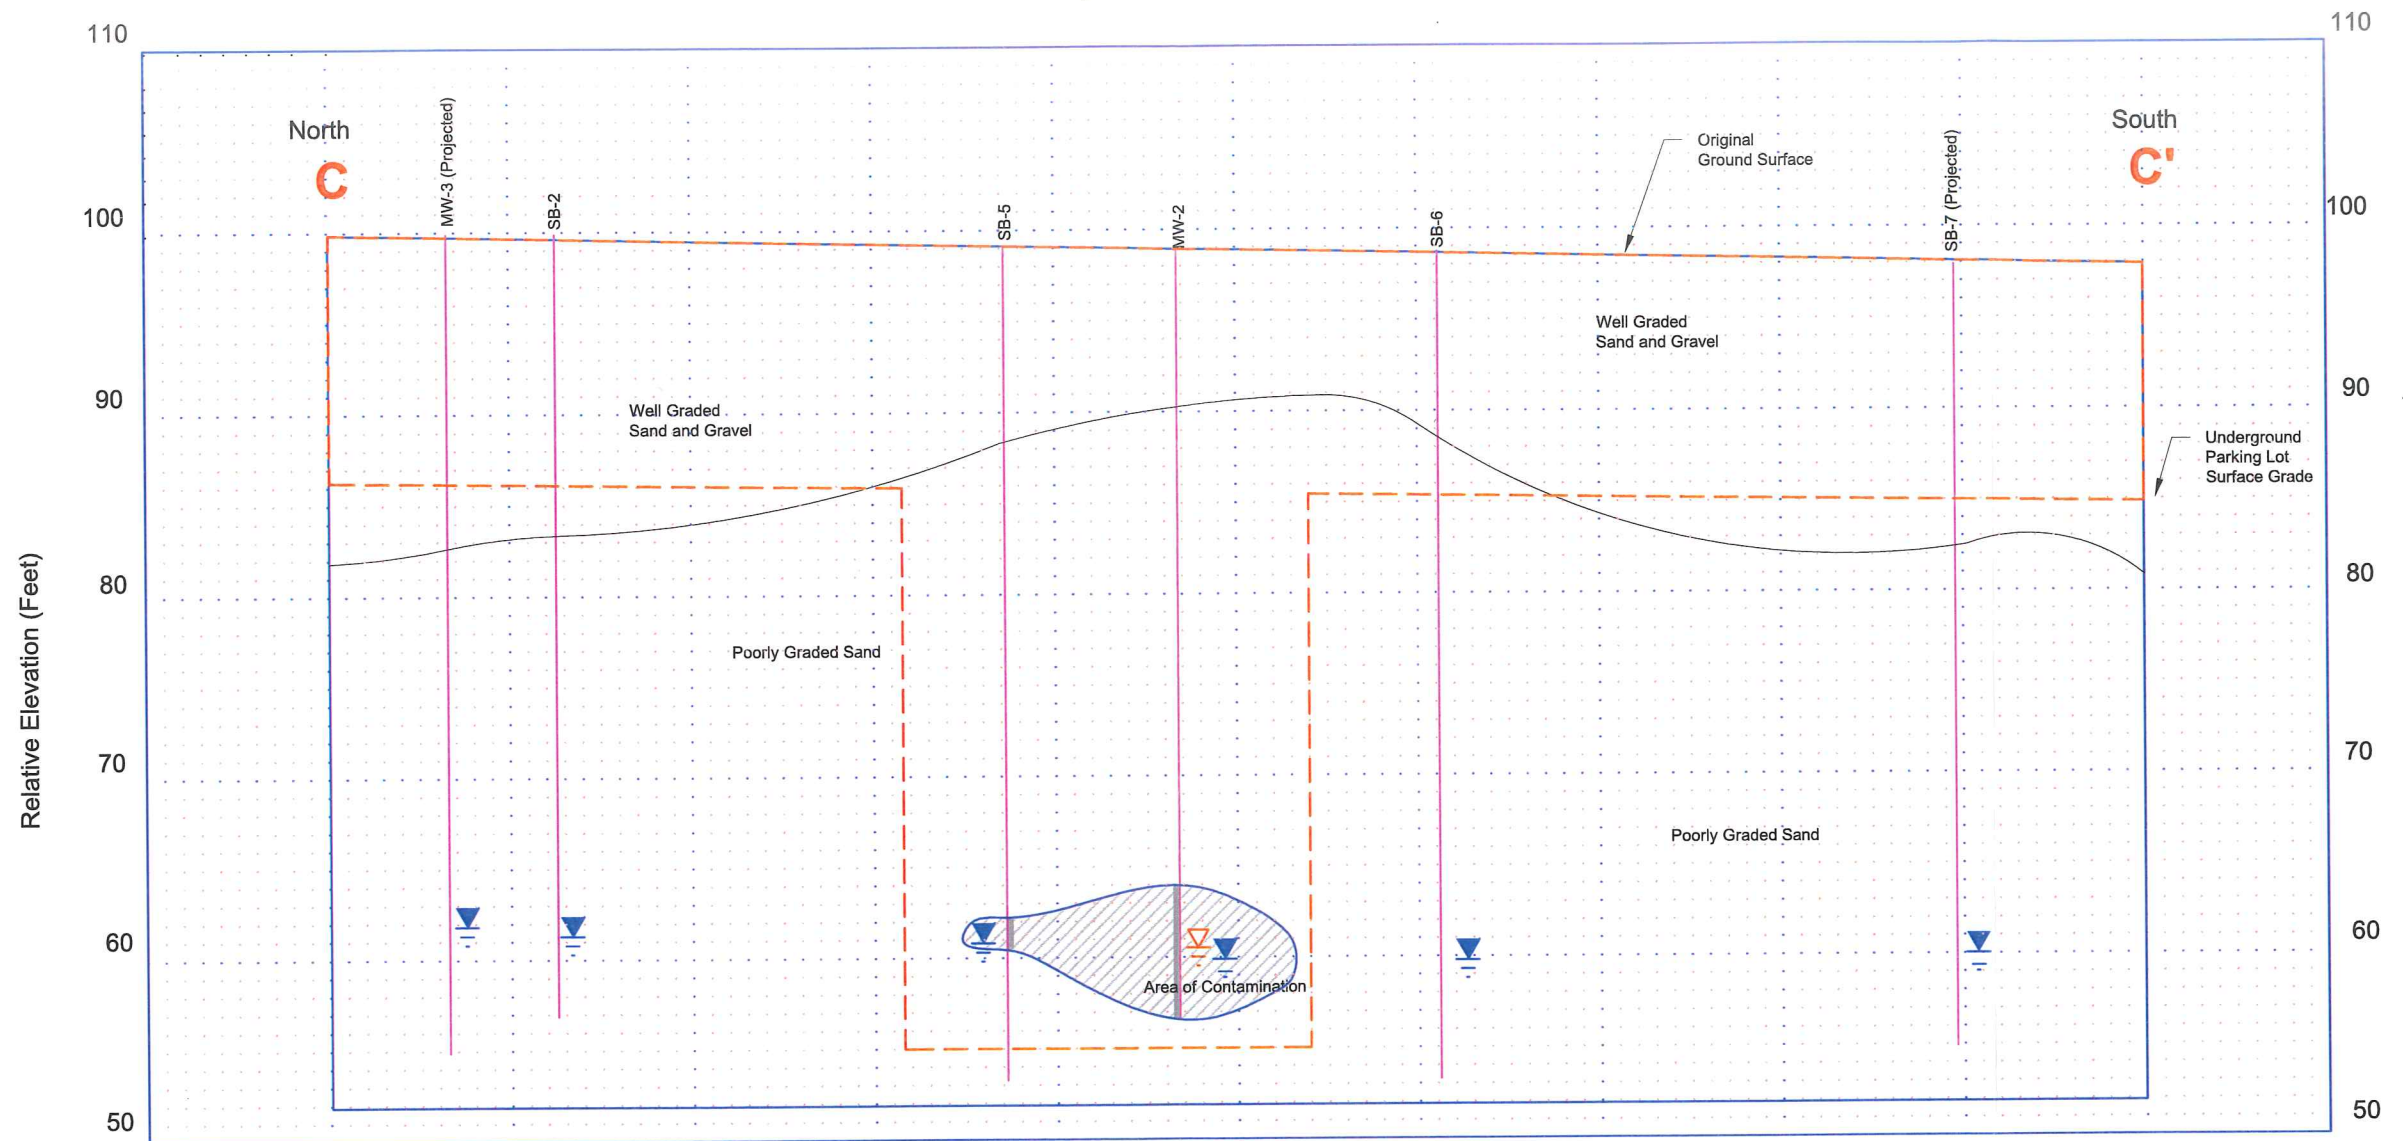 110
110
North
C
MW-3 (Projected)
SB-2
SB-5
MW-2
SB-6
SB-7 (Projected)
South
C'
Original
Ground Surface
100
100
Well Graded
Sand and Gravel
90
90
Well Graded
Sand and Gravel
Underground
Parking Lot
Surface Grade
80
80
Relative Elevation (Feet)
Poorly Graded Sand
70
70
Poorly Graded Sand
60
60
Area of Contamination
50
50